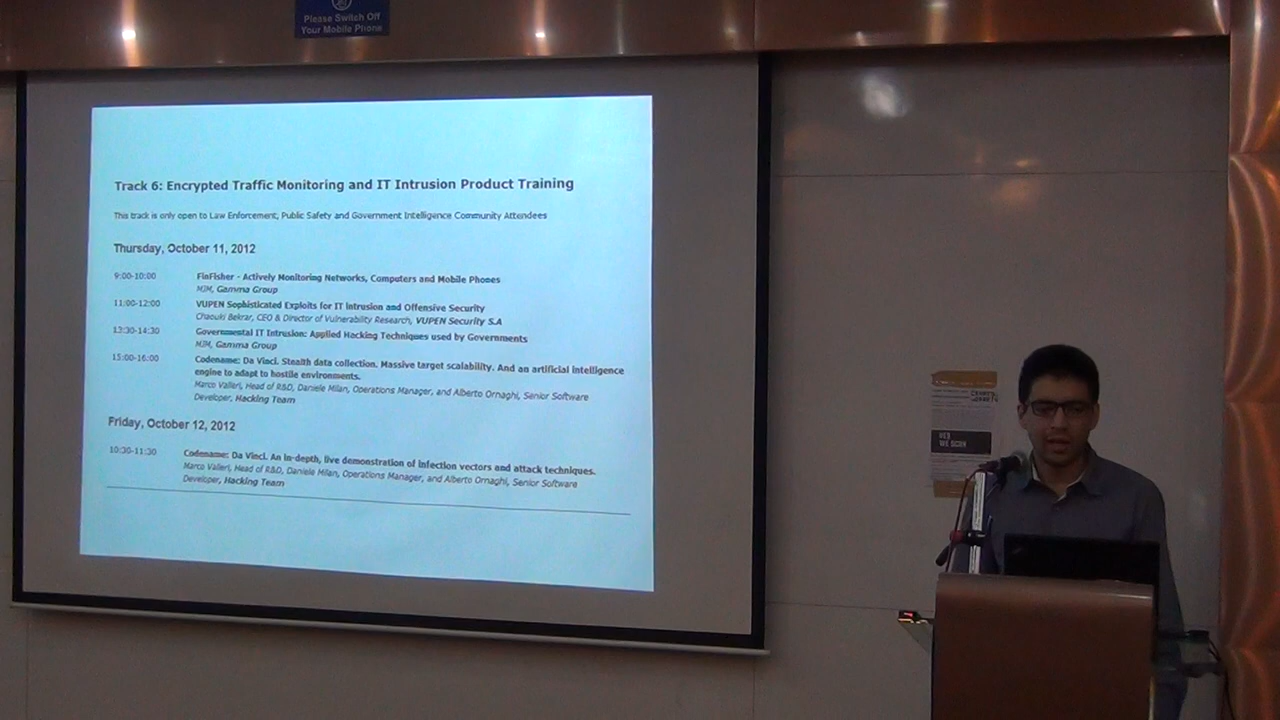 Please Switch Off
Your Mobile Phone
Track 6: Encrypted Traffic Monitoring and IT Intrusion Product Training
This track is only open to Law Enforcement, Public Safety and Government Intelligence Community Attendees
Thursday, October 11, 2012
9:00-10:00 FinFisher - Actively Monitoring Networks, Computers and Mobile Phones
MJM, Gamma Group
11:00-12:00 VUPEN Sophisticated Exploits for IT Intrusion and Offensive Security
Chaouki Bekrar, CEO & Director of Vulnerability Research, VUPEN Security S.A
13:30-14:30 Governmental IT Intrusion: Applied Hacking Techniques used by Governments
MJM, Gamma Group
15:00-16:00 Codename: Da Vinci. Stealth data collection. Massive target scalability. And an artificial intelligence
engine to adapt to hostile environments.
Marco Valleri, Head of R&D, Daniele Milan, Operations Manager, and Alberto Ornaghi, Senior Software
Developer, Hacking Team
Friday, October 12, 2012
10:30-11:30 Codename: Da Vinci. An in-depth, live demonstration of infection vectors and attack techniques.
Marco Valleri, Head of R&D, Daniele Milan, Operations Manager, and Alberto Ornaghi, Senior Software
Developer, Hacking Team
YES
WE SCAN